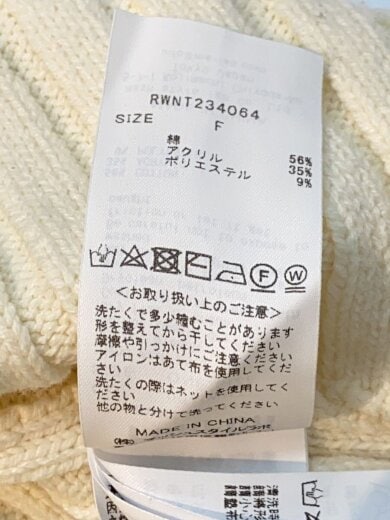 RWNT234064
SIZE F
綿 56%
アクリル 35%
ポリエステル 9%
F W
<お取り扱い上のご注意>
洗たくで多少縮むことがあります
形を整えてから干してください
摩擦や引っかけにご注意ください
アイロンはあて布を使用してくだ
さい
洗たくの際はネットを使用してく
ださい
他の物と分けて洗ってください
MADE IN CHINA
清洗時